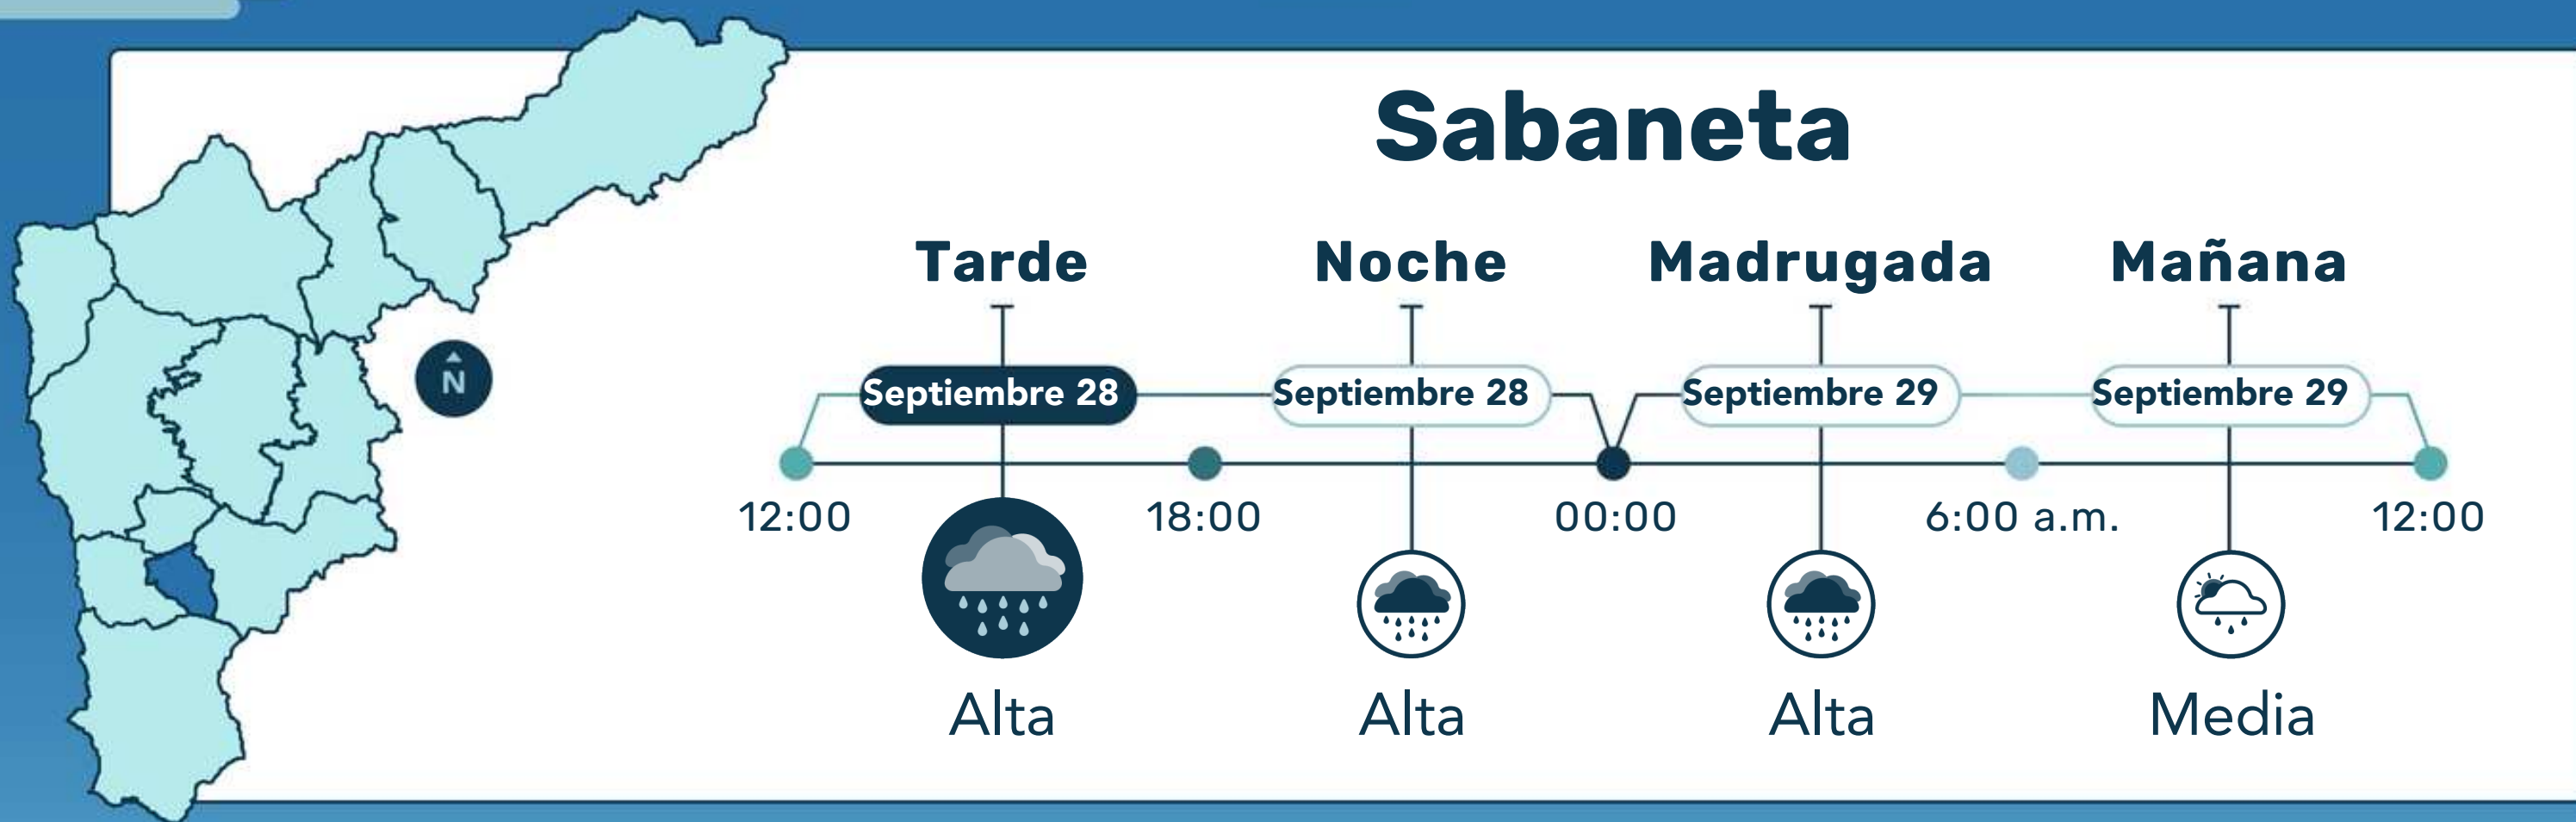 Sabaneta
Tarde Noche Madrugada Mañana
N
Septiembre 28 Septiembre 28 Septiembre 29 Septiembre 29
12:00 18:00 00:00 6:00 a.m. 12:00
Alta Alta Alta Media